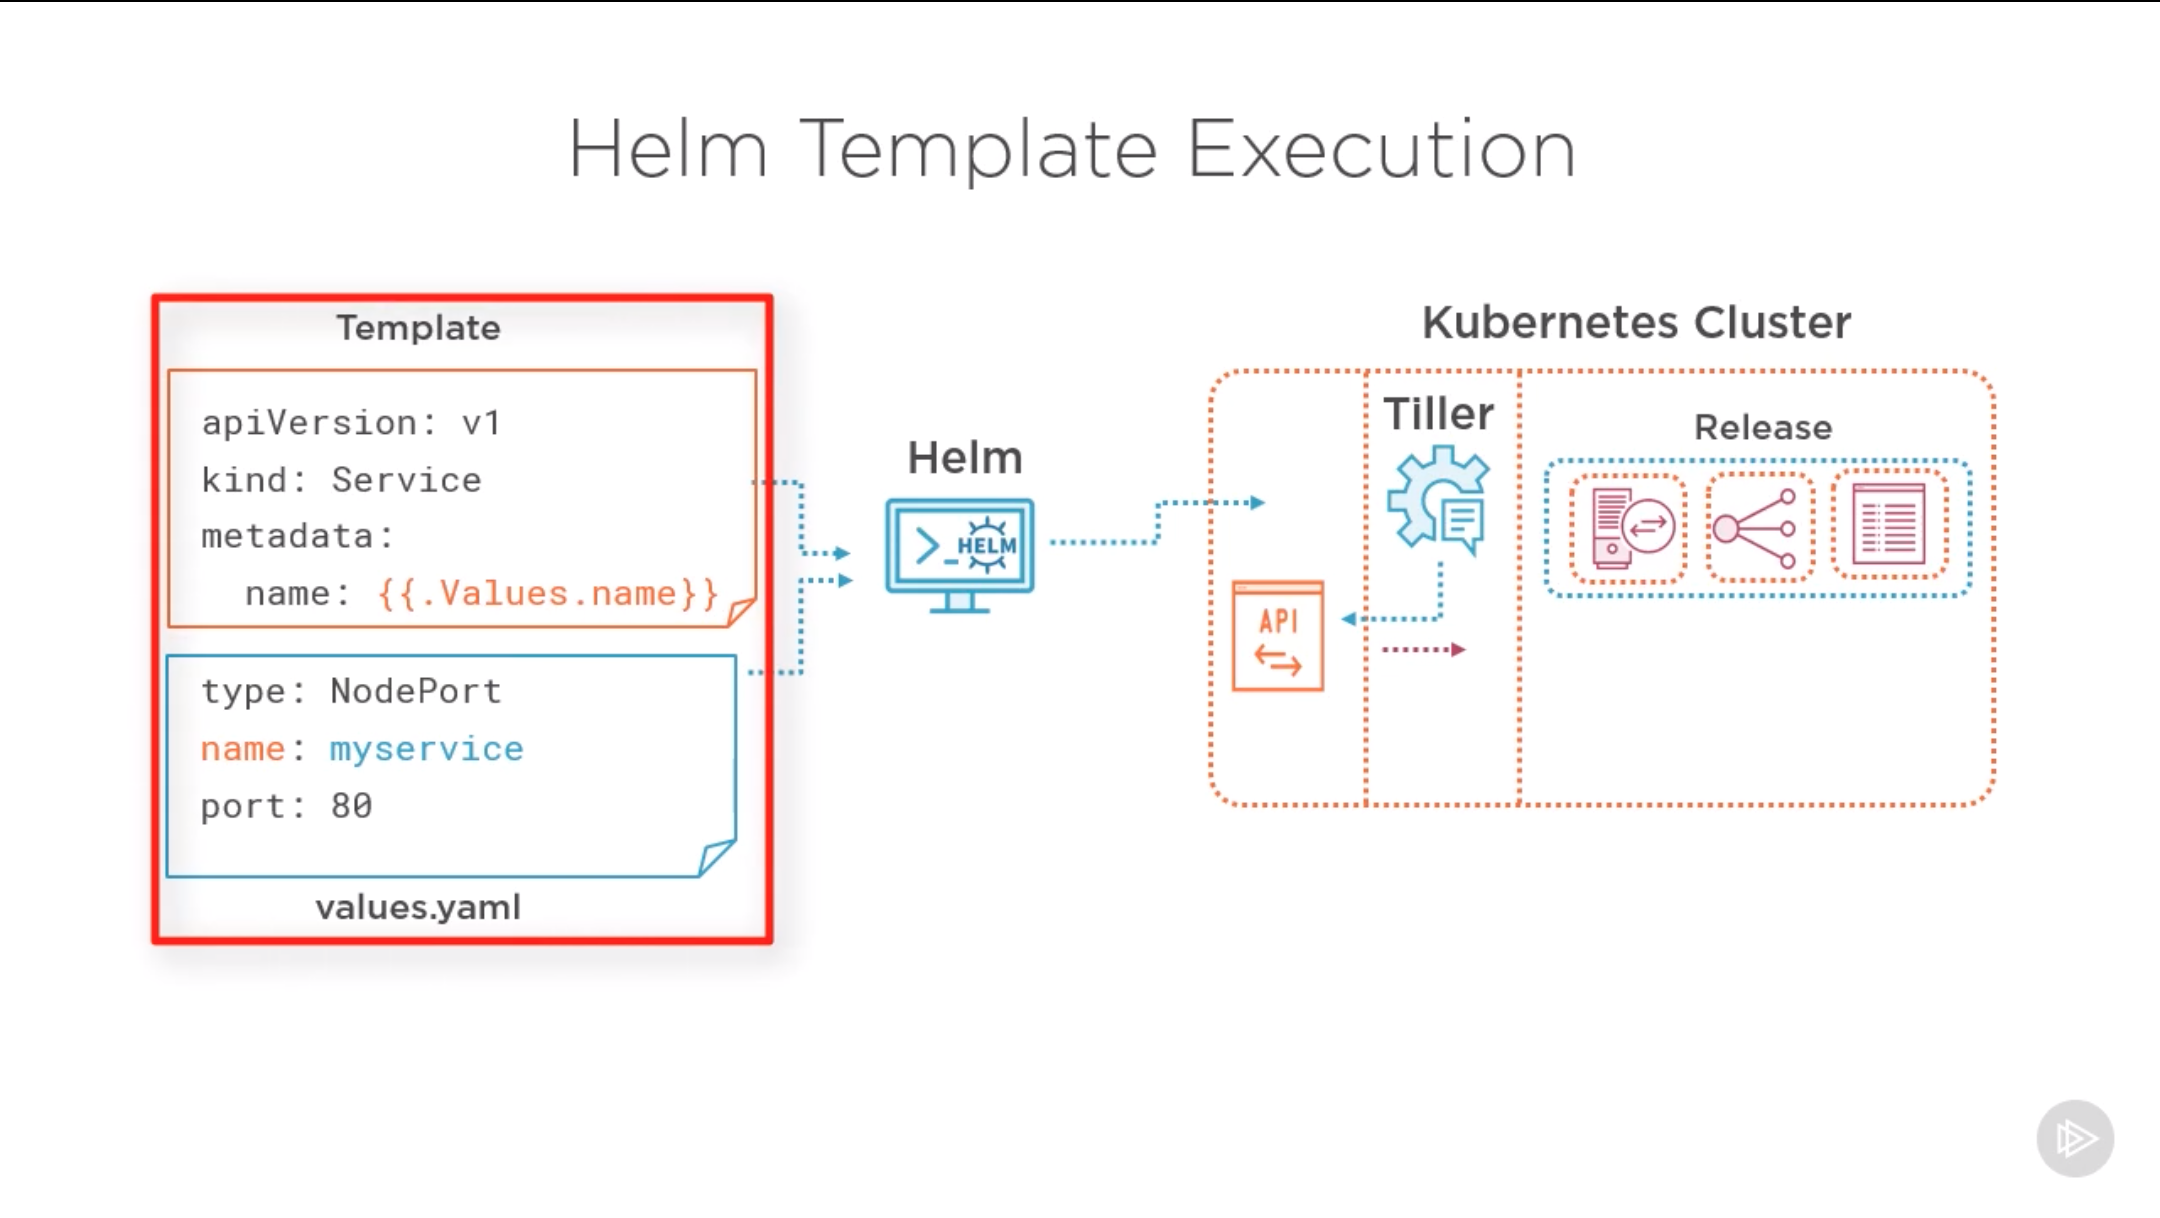 Helm Template Execution
Template
apiVersion: v1
kind: Service
metadata:
  name: {{.Values.name}}
type: NodePort
name: myservice
port: 80
values.yaml
Helm
>_ HELM
Kubernetes Cluster
Tiller
Release
API